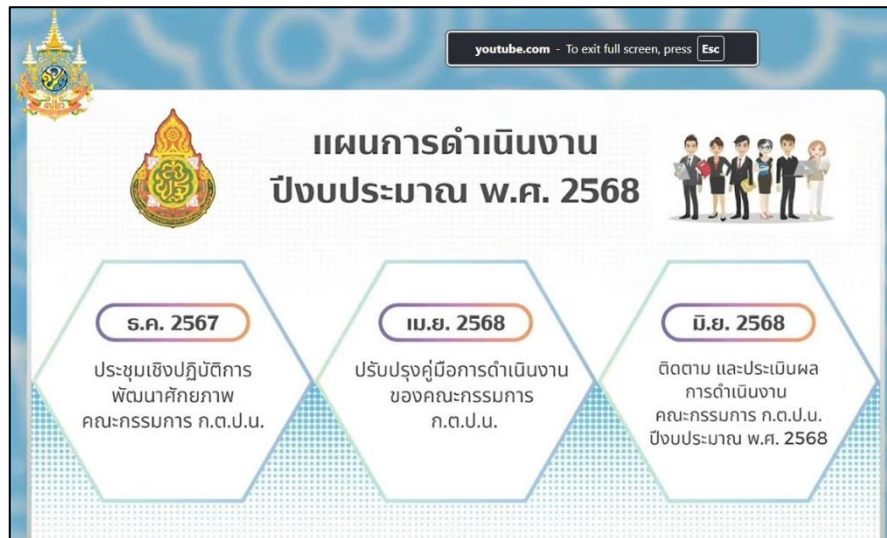 youtube.com - To exit full screen, press Esc
แผนการดำเนินงาน
ปีงบประมาณ พ.ศ. 2568
ธ.ค. 2567
ประชุมเชิงปฏิบัติการ
พัฒนาศักยภาพ
คณะกรรมการ ก.ต.ป.น.
เม.ย. 2568
ปรับปรุงคู่มือการดำเนินงาน
ของคณะกรรมการ
ก.ต.ป.น.
มิ.ย. 2568
ติดตาม และประเมินผล
การดำเนินงาน
คณะกรรมการ ก.ต.ป.น.
ปีงบประมาณ พ.ศ. 2568